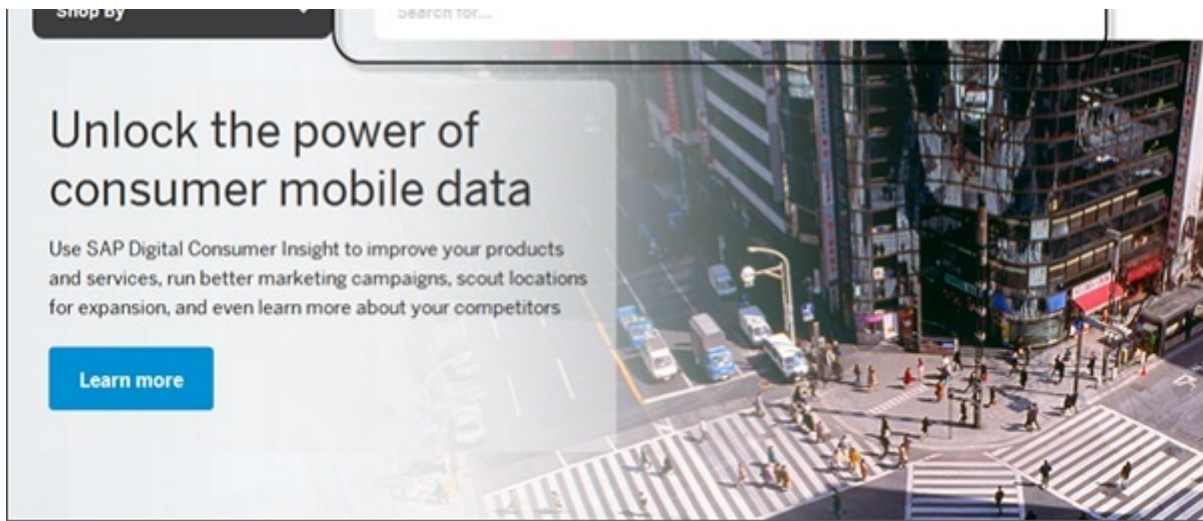 Shop By
Search for...
Unlock the power of
consumer mobile data
Use SAP Digital Consumer Insight to improve your products
and services, run better marketing campaigns, scout locations
for expansion, and even learn more about your competitors
Learn more